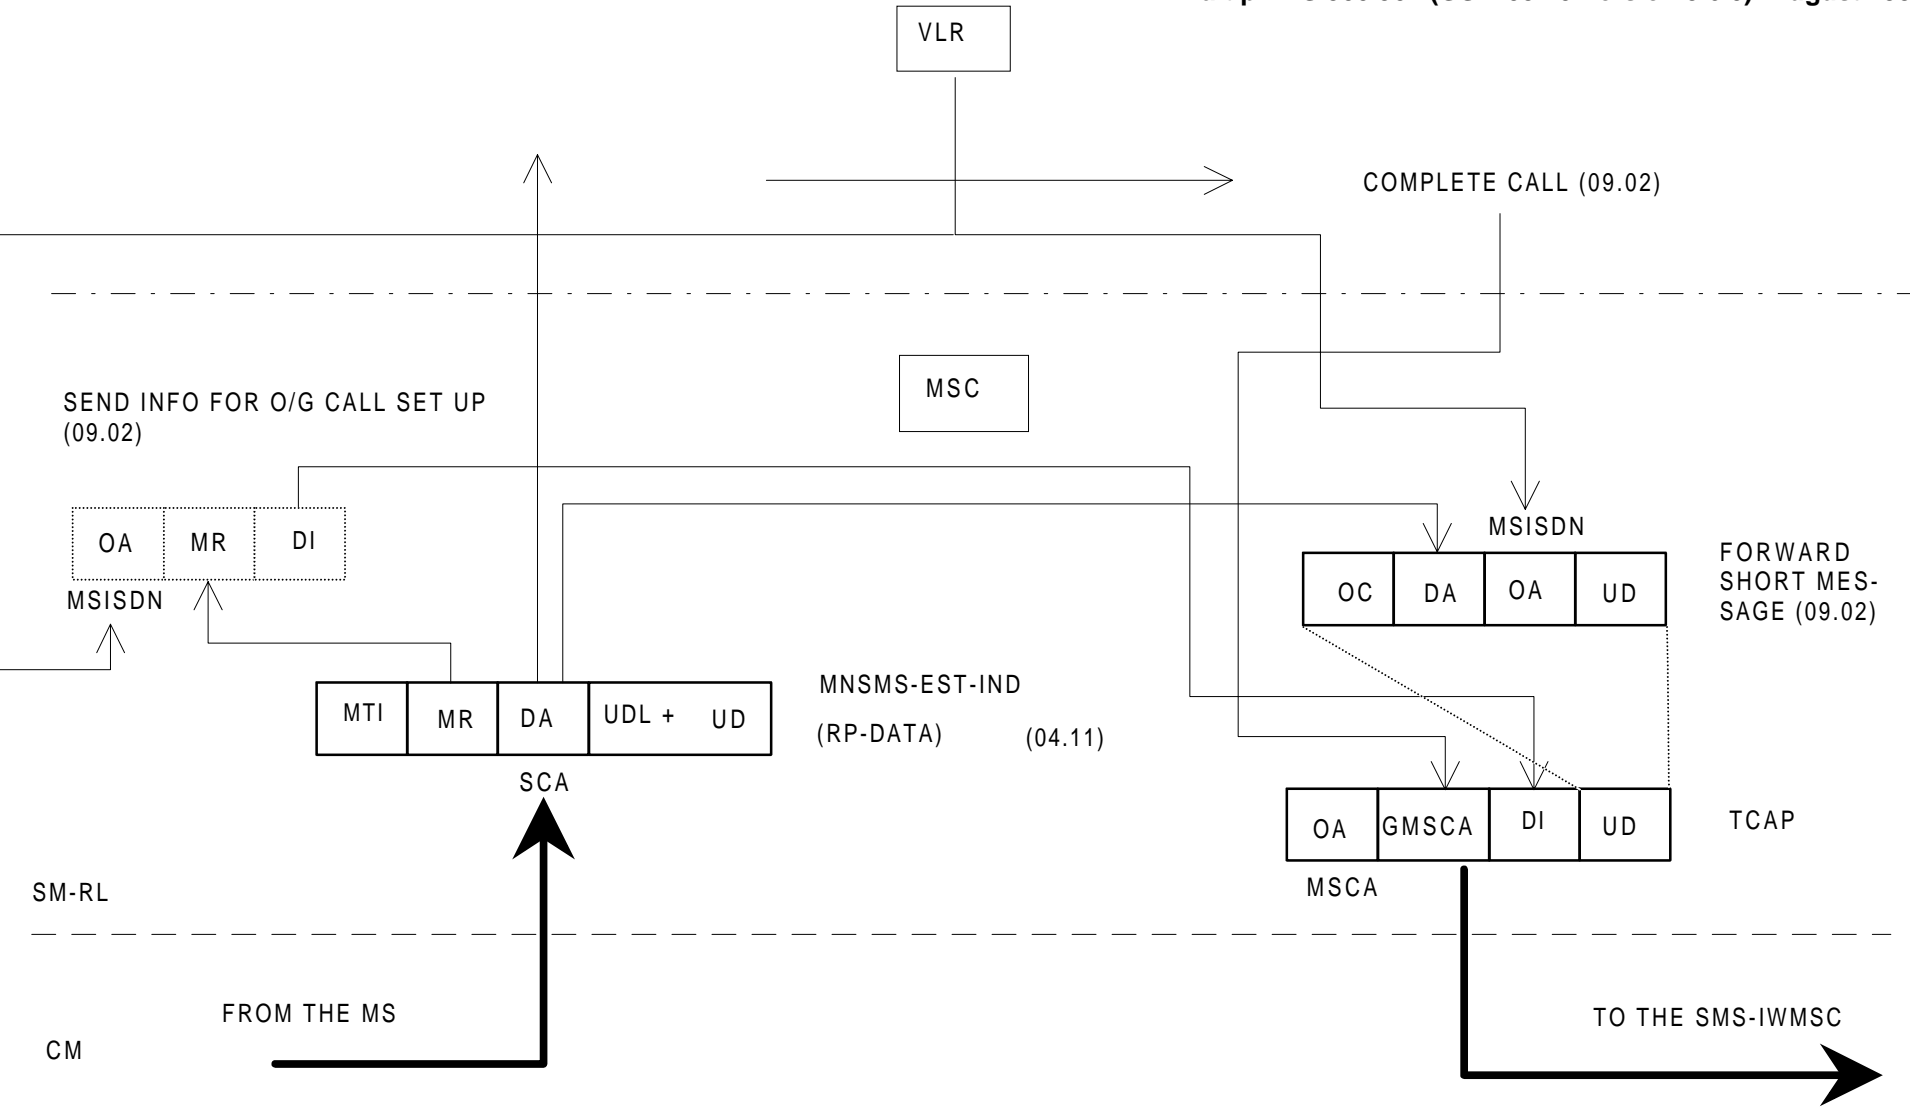 VLR
COMPLETE CALL (09.02)
MSC
SEND INFO FOR O/G CALL SET UP
(09.02)
OA MR DI
MSISDN
MSISDN
OC DA OA UD
FORWARD
SHORT MES-
SAGE (09.02)
MTI MR DA UDL + UD
MNSMS-EST-IND
(RP-DATA) (04.11)
SCA
OA GMSCA DI UD
TCAP
MSCA
SM-RL
FROM THE MS
TO THE SMS-IWMSC
CM